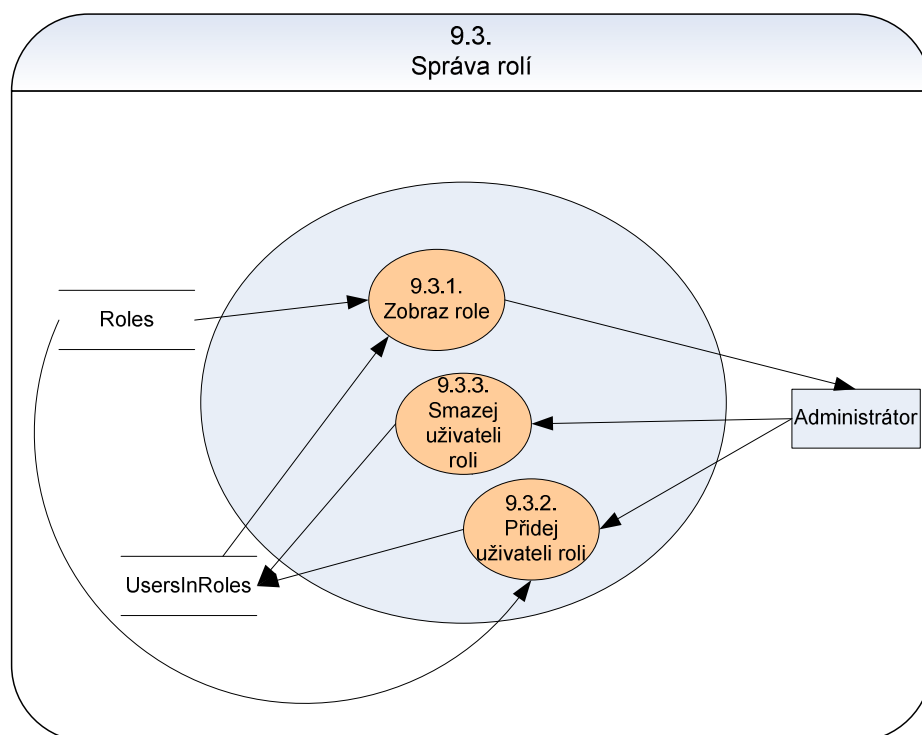 9.3.
Správa rolí
9.3.1.
Zobraz role
Roles
9.3.3.
Smazej
uživateli
roli
Administrátor
9.3.2.
Přidej
uživateli roli
UsersInRoles